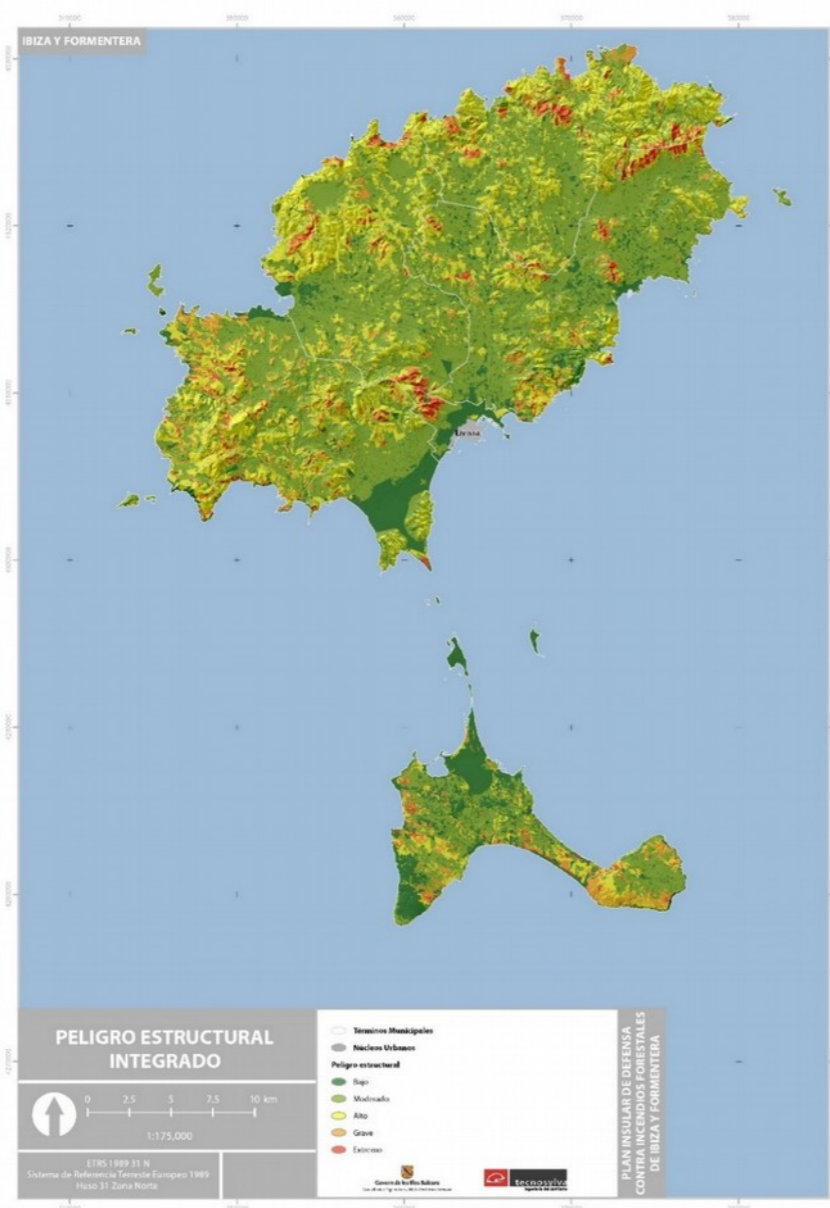 IBIZA Y FORMENTERA
Eivissa
PELIGRO ESTRUCTURAL
INTEGRADO
0 2.5 5 7.5 10 km
1:175,000
ETRS 1989 31 N
Sistema de Referencia Terreste Europeo 1989
Huso 31 Zona Norte
Términos Municipales
Núcleos Urbanos
Peligro estructural
Bajo
Moderado
Alto
Grave
Extremo
Govern de les Illes Balears
tecnosylva
PLAN INSULAR DE DEFENSA
CONTRA INCENDIOS FORESTALES
DE IBIZA Y FORMENTERA